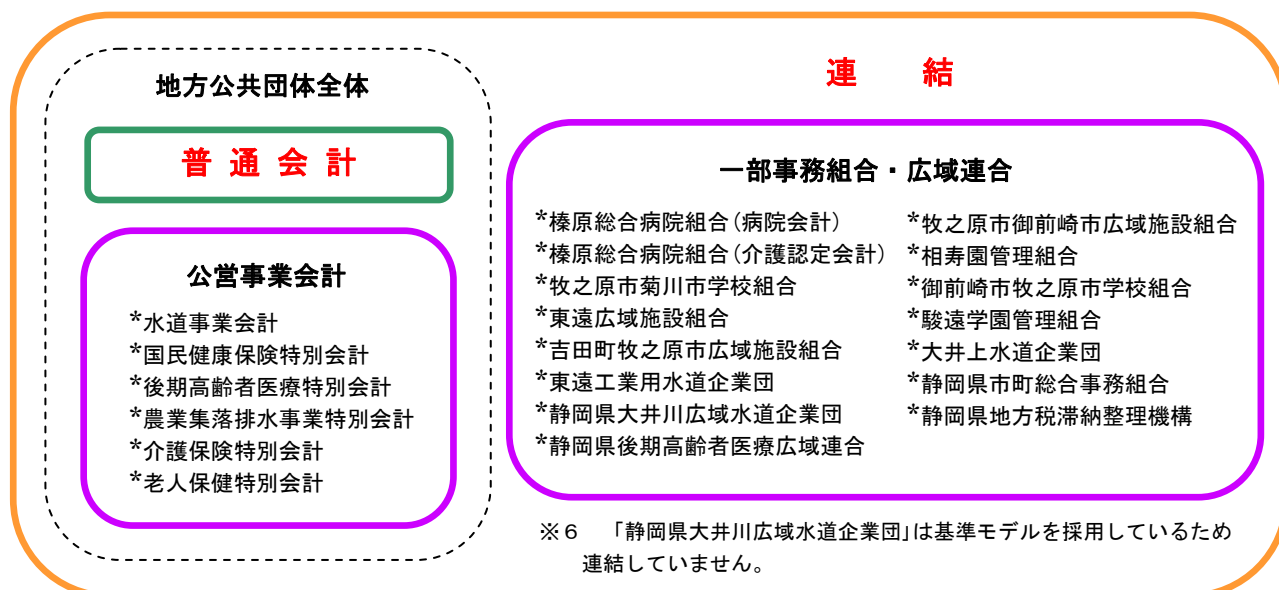 地方公共団体全体
普通会計
公営事業会計
*水道事業会計
*国民健康保険特別会計
*後期高齢者医療特別会計
*農業集落排水事業特別会計
*介護保険特別会計
*老人保健特別会計
連　結
一部事務組合・広域連合
*榛原総合病院組合(病院会計)
*榛原総合病院組合(介護認定会計)
*牧之原市菊川市学校組合
*東遠広域施設組合
*吉田町牧之原市広域施設組合
*東遠工業用水道企業団
*静岡県大井川広域水道企業団
*静岡県後期高齢者医療広域連合
*牧之原市御前崎市広域施設組合
*相寿園管理組合
*御前崎市牧之原市学校組合
*駿遠学園管理組合
*大井上水道企業団
*静岡県市町総合事務組合
*静岡県地方税滞納整理機構
※６　「静岡県大井川広域水道企業団」は基準モデルを採用しているため
連結していません。